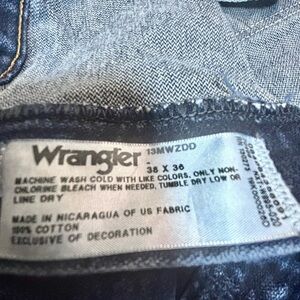 Wrangler 13MWZDD
38 X 36
MACHINE WASH COLD WITH LIKE COLORS, ONLY NON-
CHLORINE BLEACH WHEN NEEDED, TUMBLE DRY LOW OR
LINE DRY
MADE IN NICARAGUA OF US FABRIC
100% COTTON
EXCLUSIVE OF DECORATION